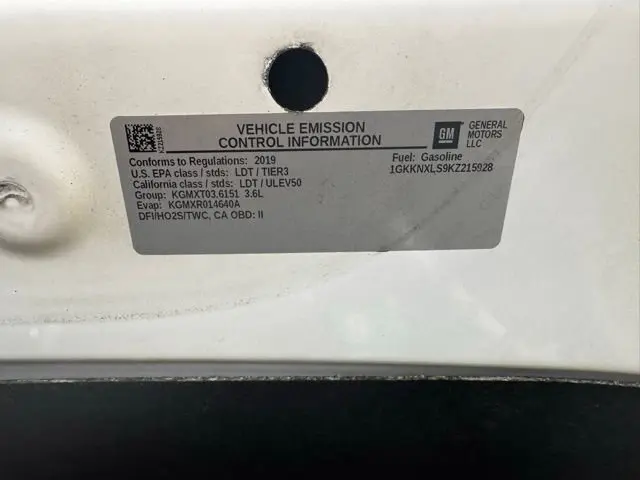 VEHICLE EMISSION
CONTROL INFORMATION
KZ215928
GM
GENERAL
MOTORS
LLC
Conforms to Regulations: 2019
U.S. EPA class / stds: LDT / TIER3
California class / stds: LDT / ULEV50
Group: KGMXT03.6151 3.6L
Evap: KGMXR014640A
DFI/HO2S/TWC, CA OBD: II
Fuel: Gasoline
1GKKNXLS9KZ215928